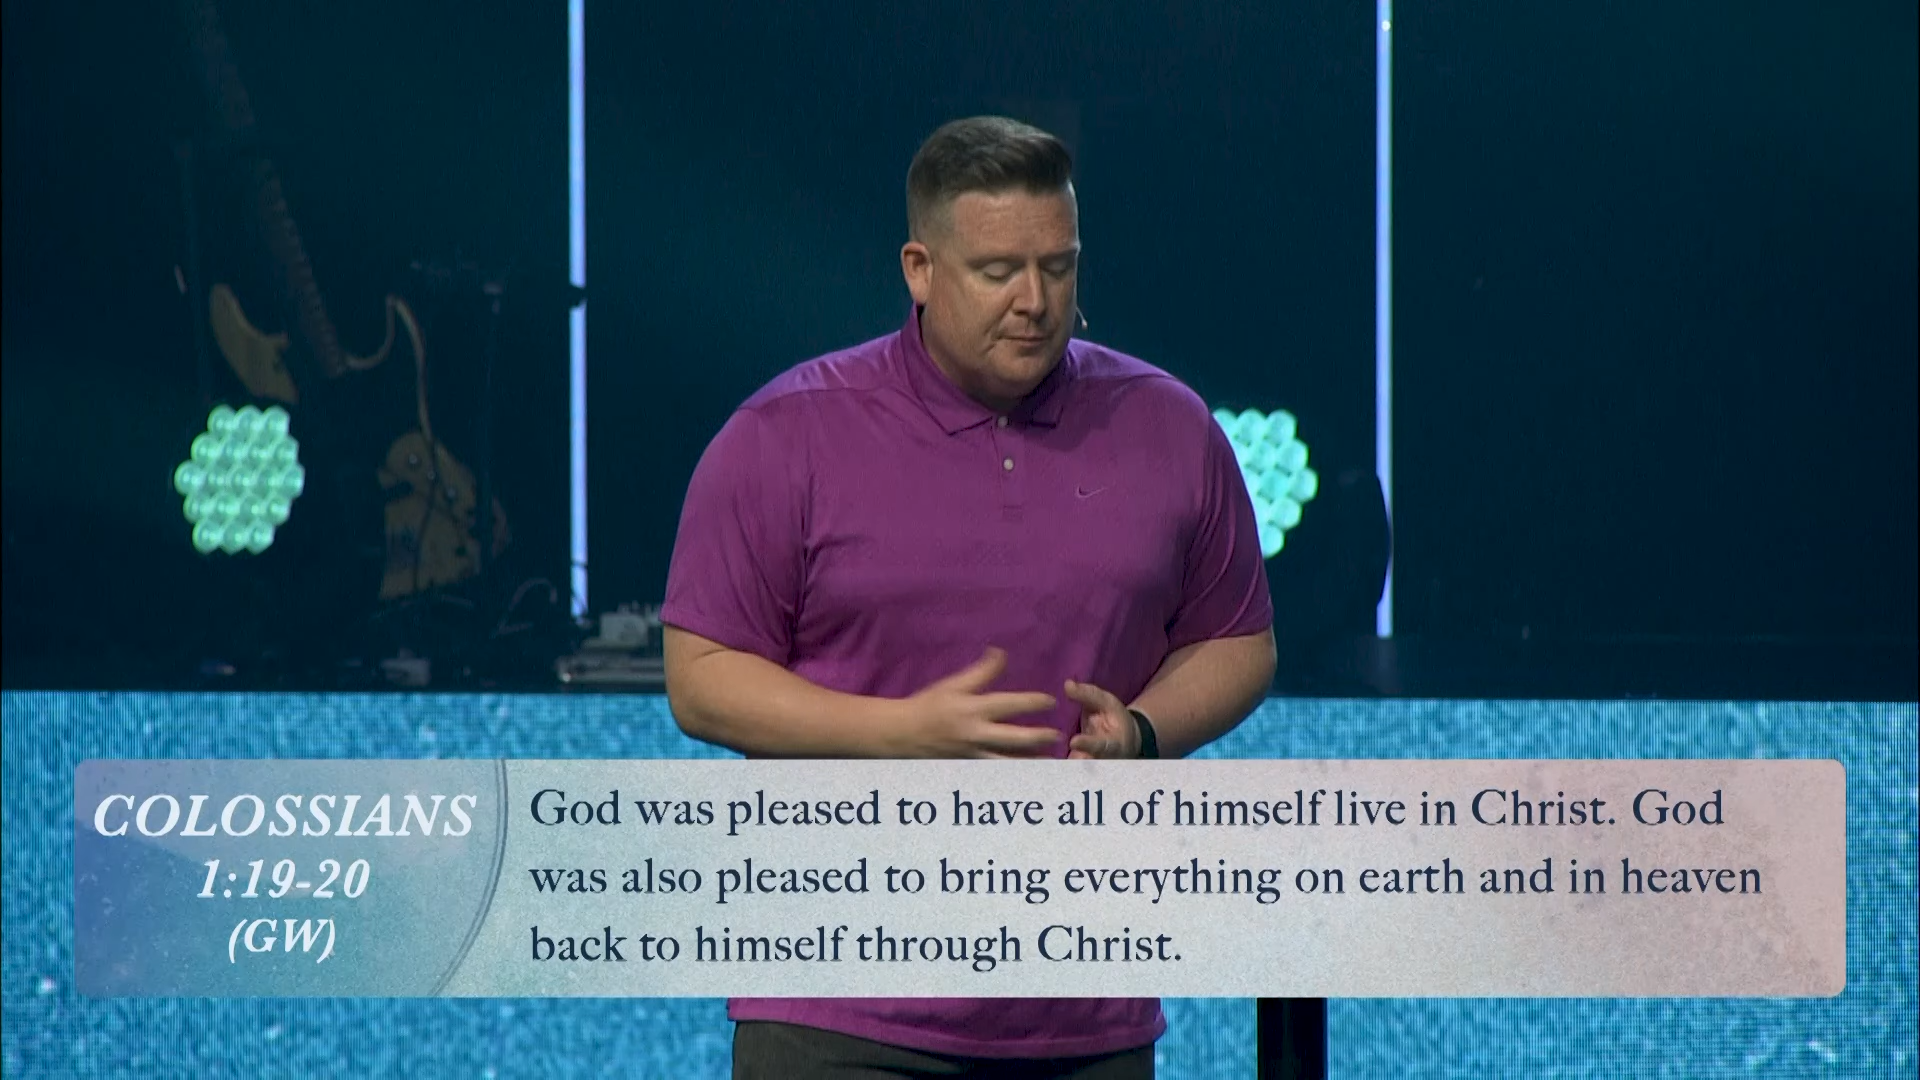 COLOSSIANS
1:19-20
(GW)
God was pleased to have all of himself live in Christ. God
was also pleased to bring everything on earth and in heaven
back to himself through Christ.